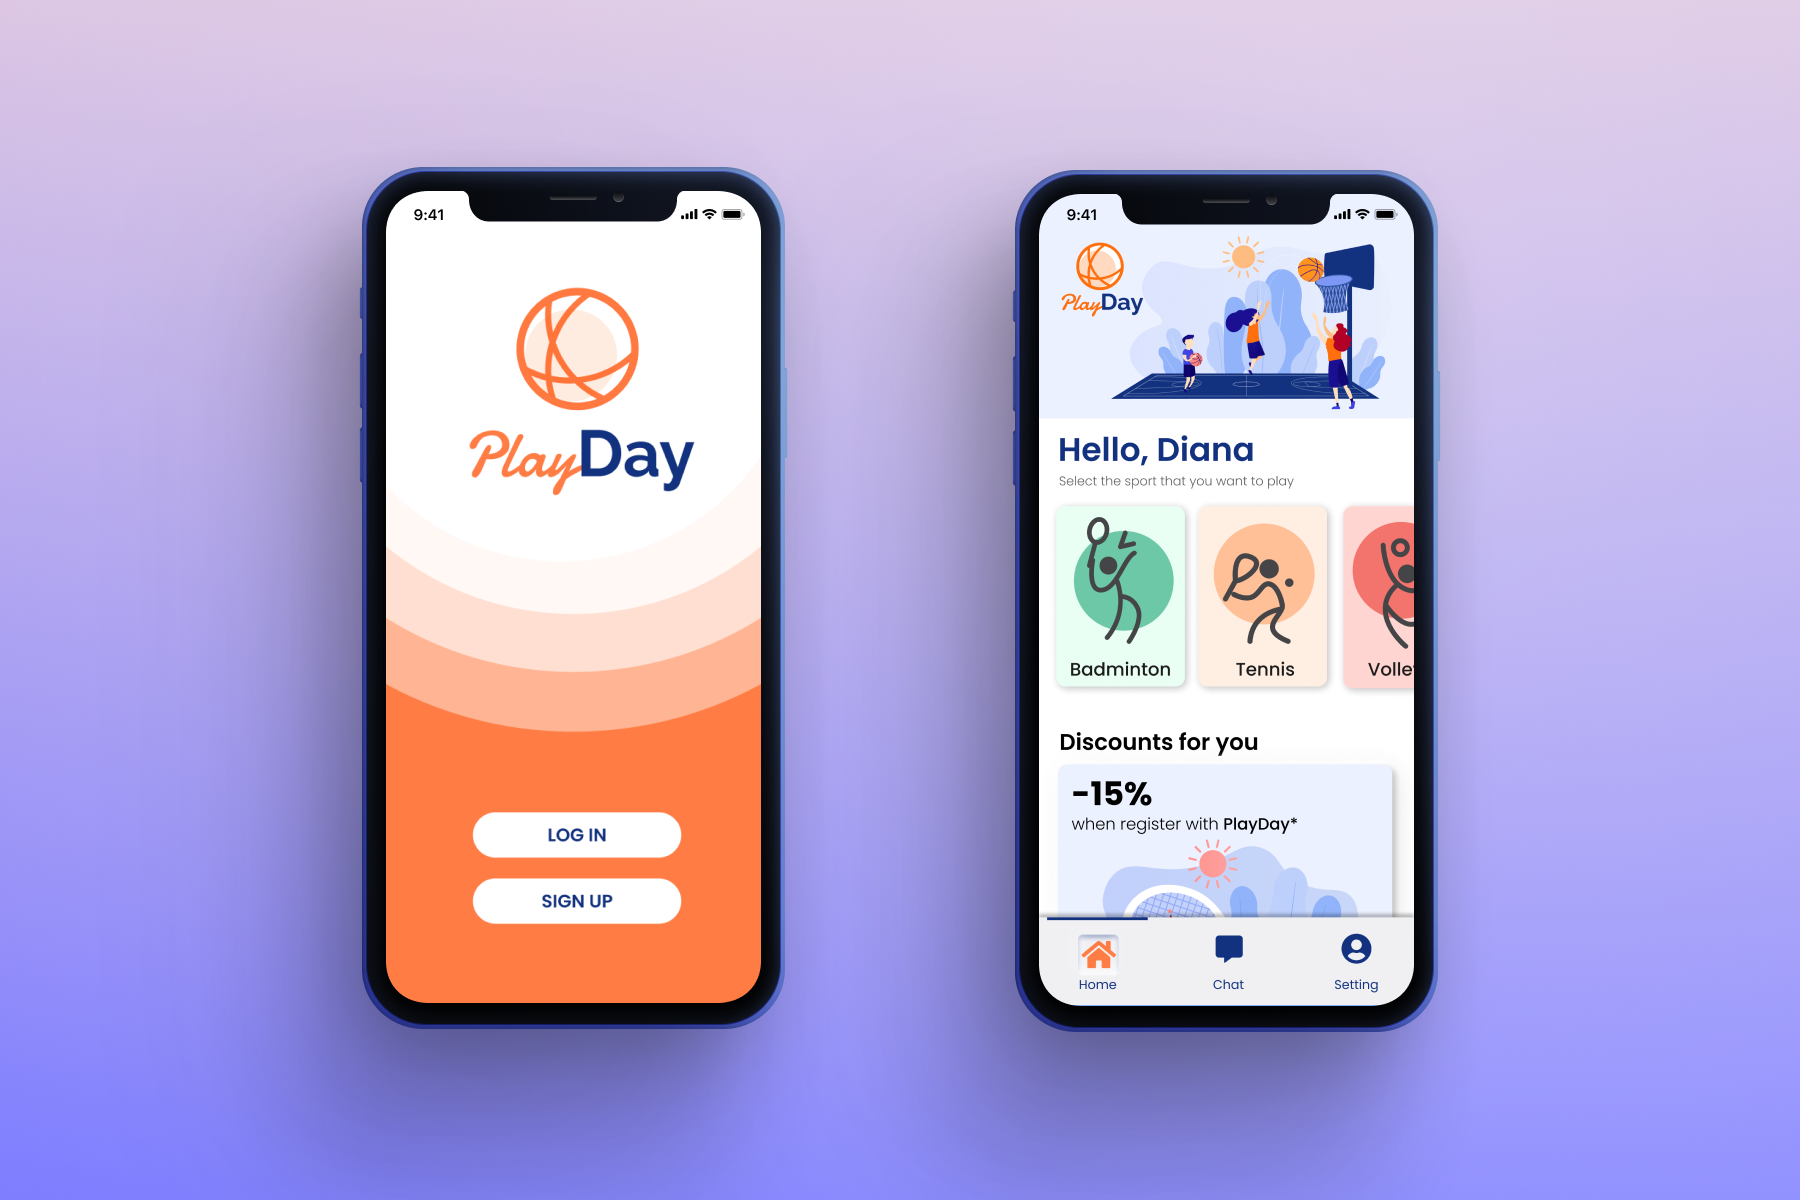 9:41
PlayDay
LOG IN
SIGN UP
9:41
PlayDay
Hello, Diana
Select the sport that you want to play
Badminton
Tennis
Volle
Discounts for you
-15%
when register with PlayDay*
Home
Chat
Setting